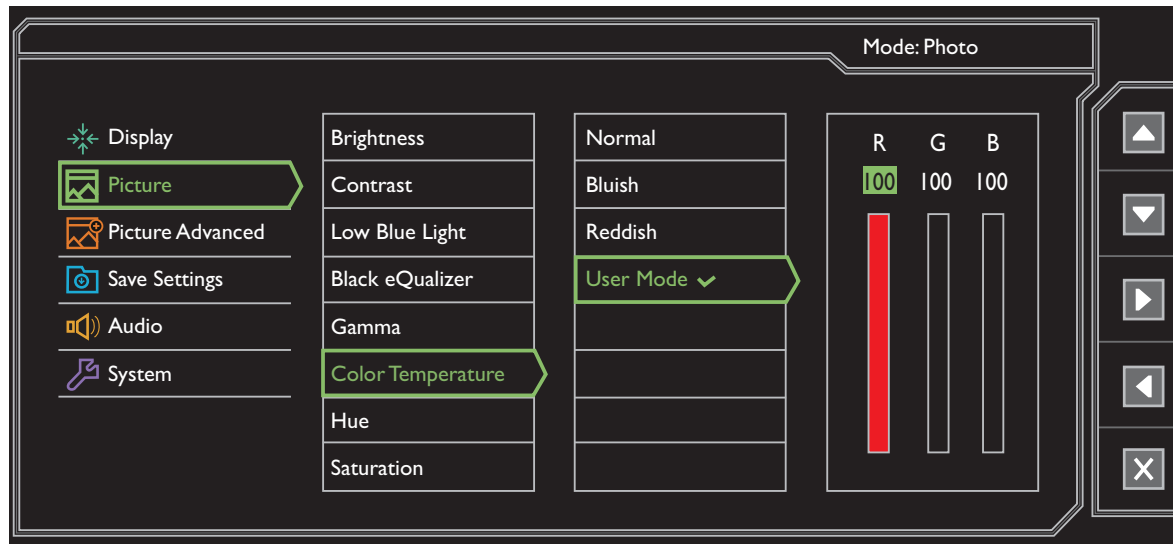 Mode: Photo
Display
Picture
Picture Advanced
Save Settings
Audio
System
Brightness
Contrast
Low Blue Light
Black eQualizer
Gamma
Color Temperature
Hue
Saturation
Normal
Bluish
Reddish
User Mode
R G B
100 100 100